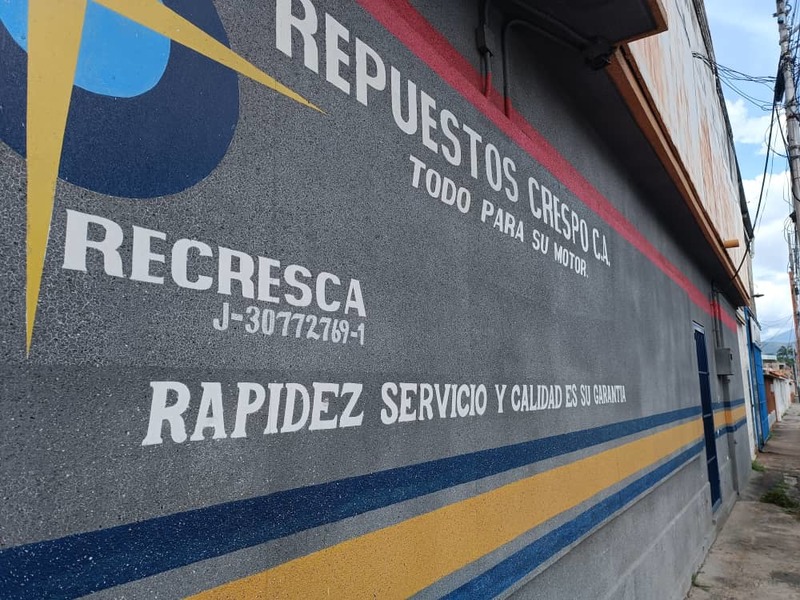 REPUESTOS CRESPO C.A.
TODO PARA SU MOTOR.
RECRESCA
J-30772769-1
RAPIDEZ SERVICIO Y CALIDAD ES SU GARANTIA